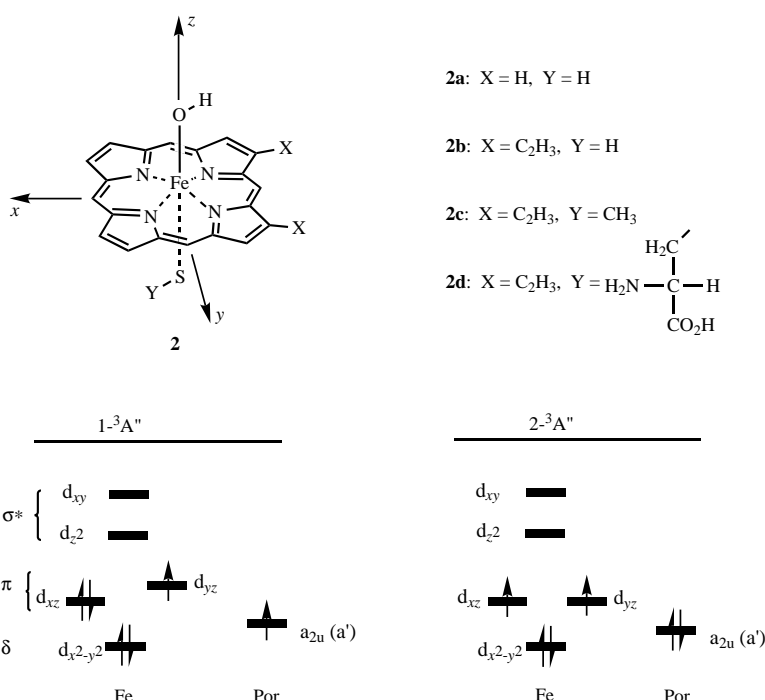 z
H
O
X
N
N
Fe
x
N
N
X
S
Y
y
2
2a: X = H, Y = H
2b: X = C₂H₃, Y = H
2c: X = C₂H₃, Y = CH₃
H₂C
2d: X = C₂H₃, Y = H₂N C H
CO₂H
1-³A"
σ*
dxy
dz²
π
dxz
dyz
δ
dx²-y²
a₂u (a')
Fe
Por
2-³A"
dxy
dz²
dxz
dyz
dx²-y²
a₂u (a')
Fe
Por